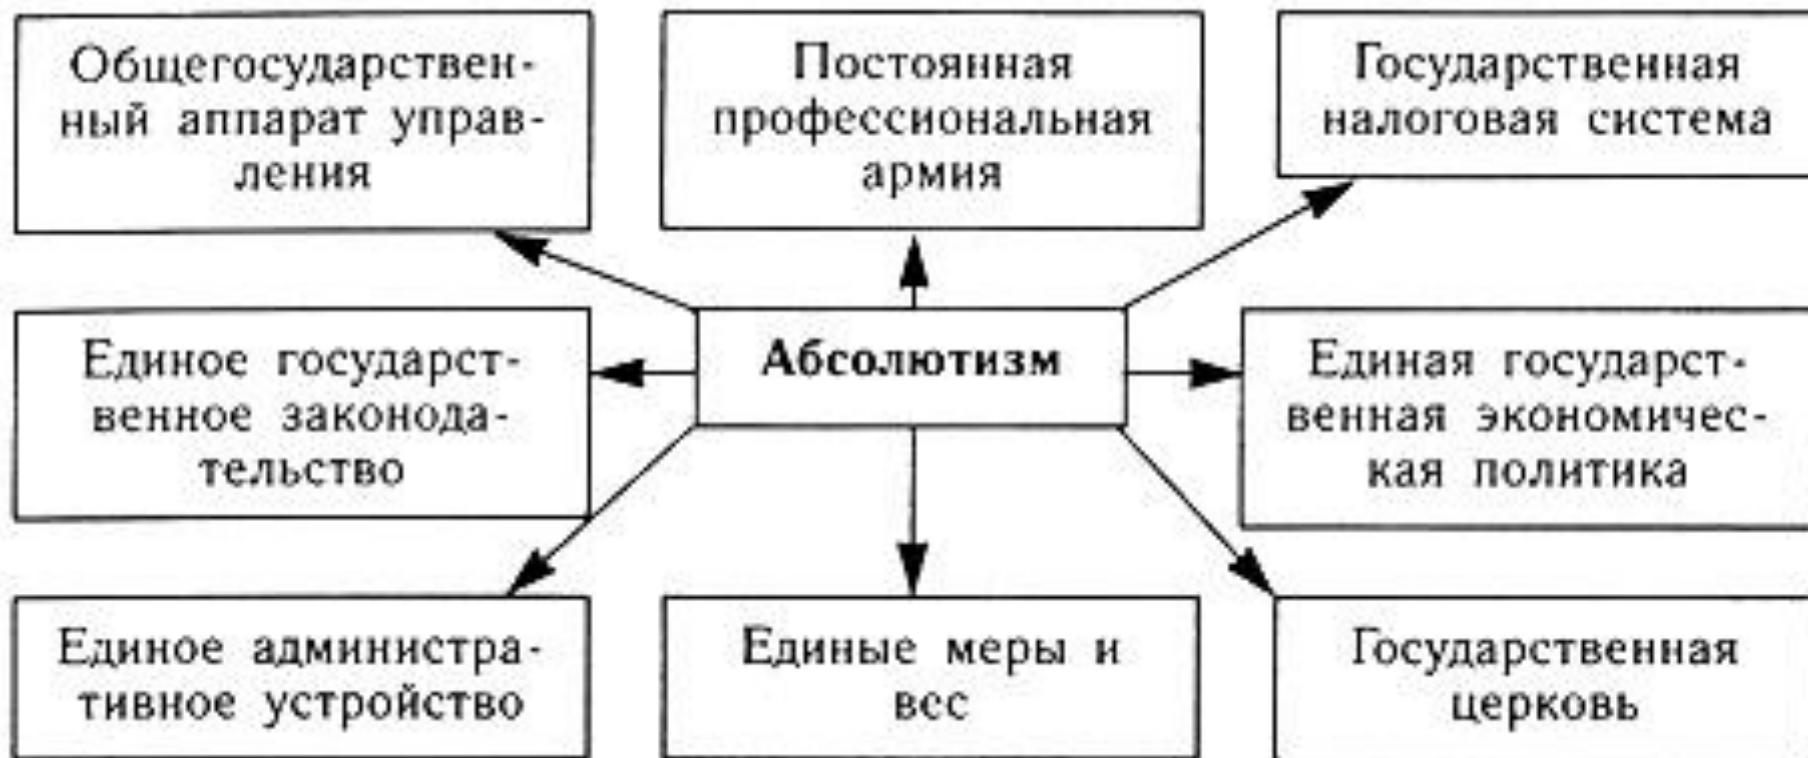 Общегосударствен-
ный аппарат управ-
ления
Постоянная
профессиональная
армия
Государственная
налоговая система
Единое государст-
венное законода-
тельство
Абсолютизм
Единая государст-
венная экономичес-
кая политика
Единое администра-
тивное устройство
Единые меры и
вес
Государственная
церковь